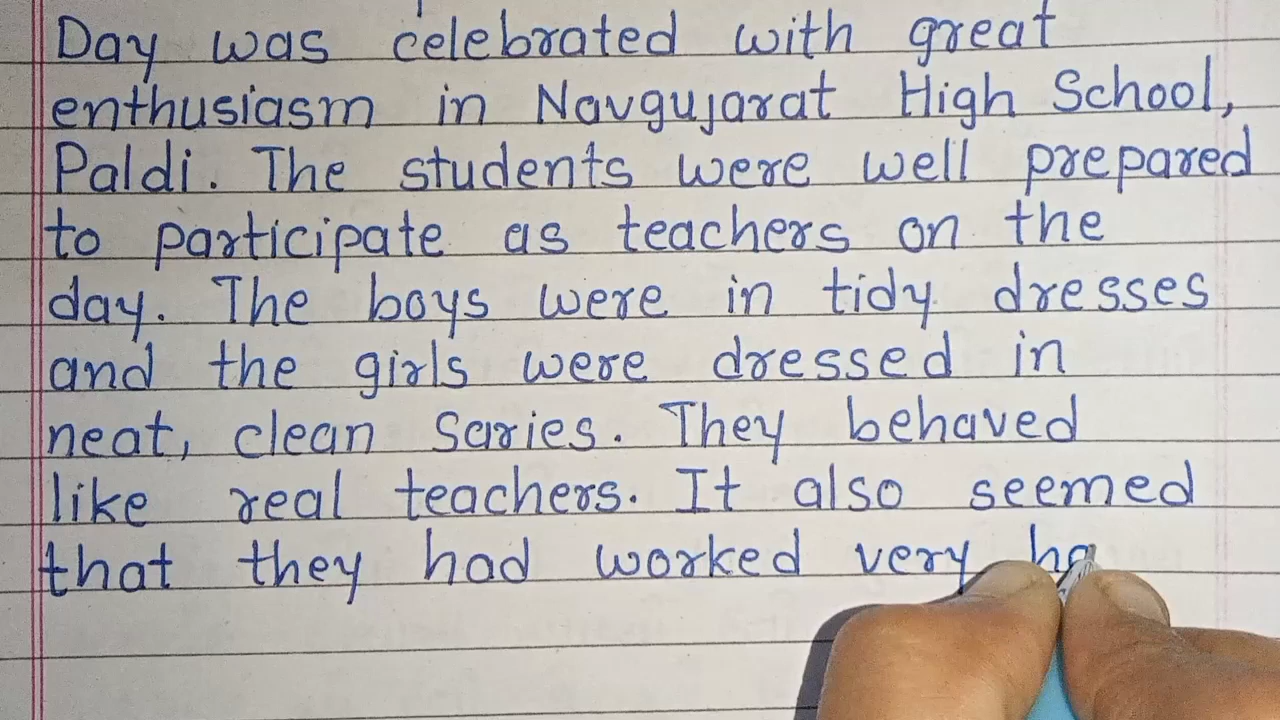 Day was celebrated with great
enthusiasm in Navgujarat High School,
Paldi. The students were well prepared
to participate as teachers on the
day. The boys were in tidy dresses
and the girls were dressed in
neat, clean Saries. They behaved
like real teachers. It also seemed
that they had worked very ha